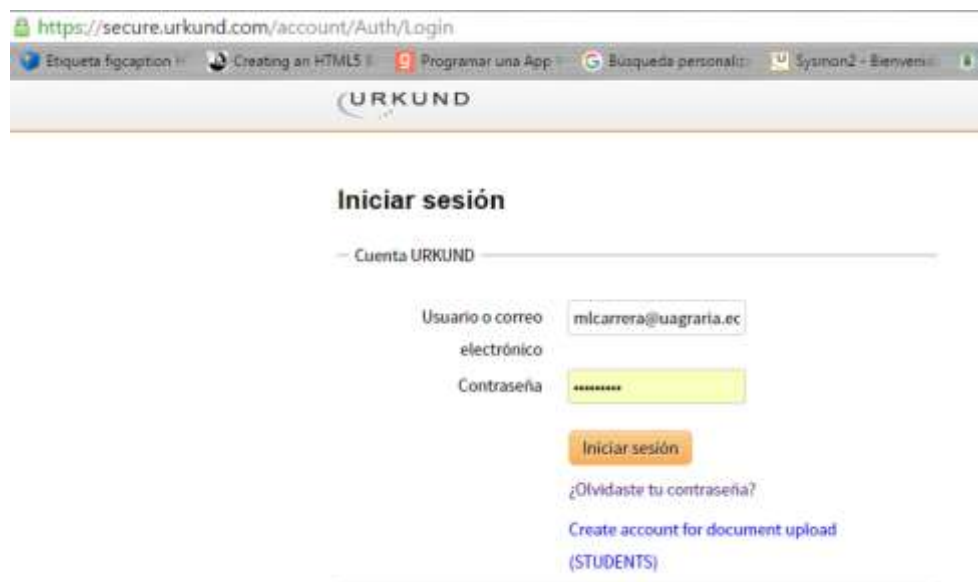 https://secure.urkund.com/account/Auth/Login
Etiqueta figcaption Creating an HTML5 Programar una App Búsqueda personaliz Sysmon2 - Bienveni
URKUND
Iniciar sesión
Cuenta URKUND
Usuario o correo electrónico
mlcarrera@uagraria.ec
Contraseña
•••••••••
Iniciar sesión
¿Olvidaste tu contraseña?
Create account for document upload
(STUDENTS)